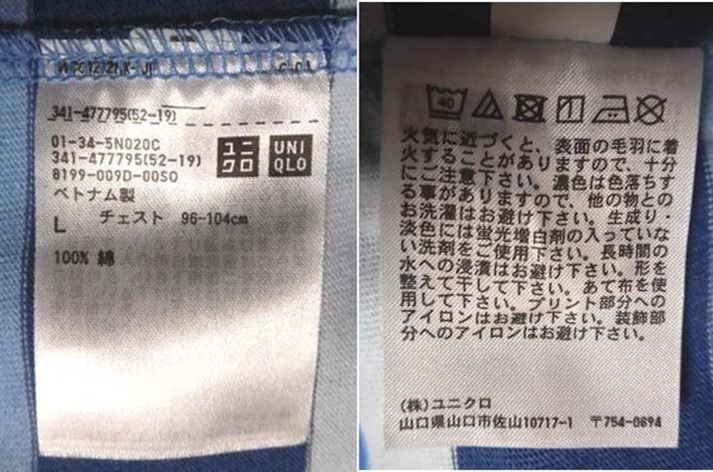 341-477795(52-19)
01-34-5N020C
341-477795(52-19)
8199-009D-00SO
ユニクロ
UNIQLO
ベトナム製
L チェスト 96-104cm
100% 綿
40
火気に近づくと、表面の毛羽に着
火することがありますので、十分
にご注意下さい。濃色は色落ちす
る事がありますので、他の物との
お洗濯はお避け下さい。生成り・
淡色には蛍光増白剤の入っていな
い洗剤をご使用下さい。長時間の
水への浸漬はお避け下さい。形を
整えて干して下さい。あて布を使
用して下さい。プリント部分への
アイロンはお避け下さい。装飾部
分へのアイロンはお避け下さい。
(株)ユニクロ
山口県山口市佐山10717-1 〒754-0894